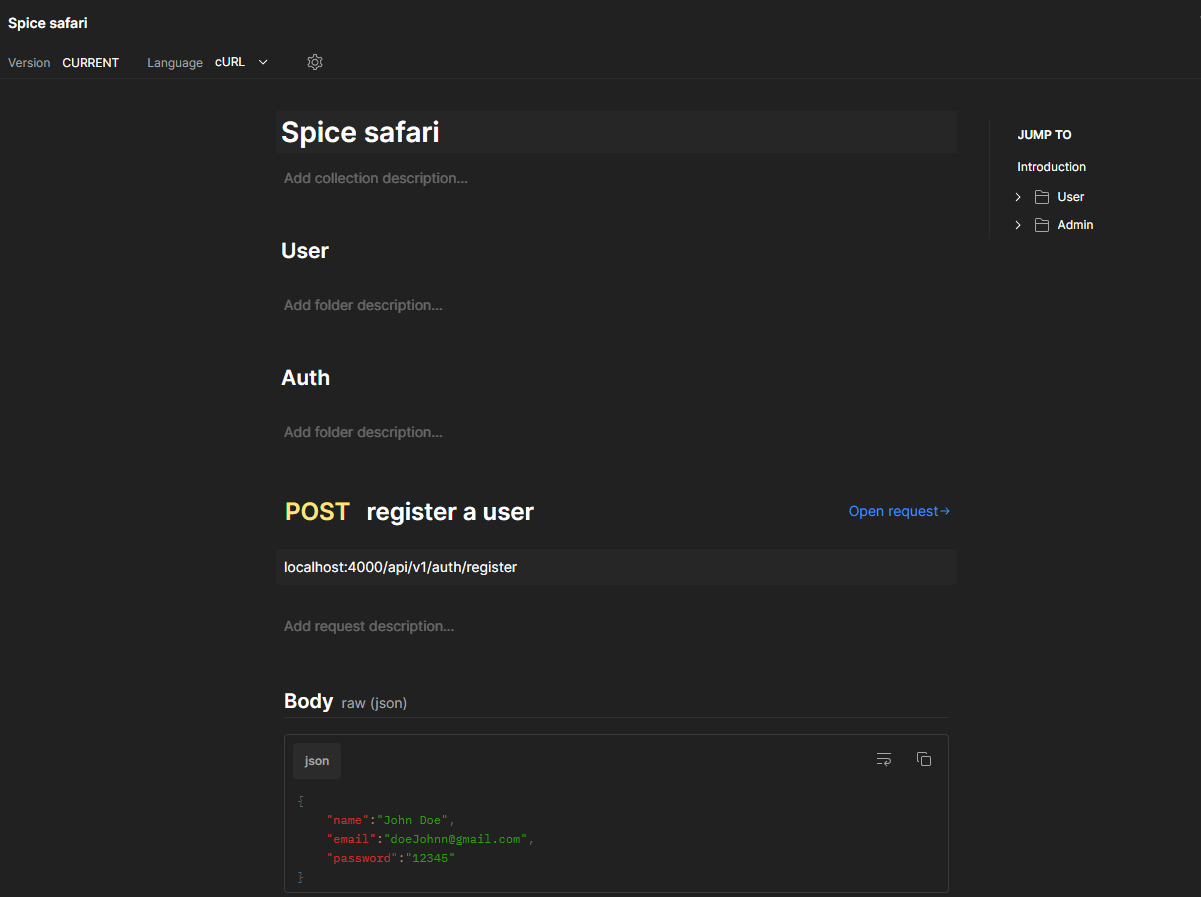 Spice safari
Version CURRENT Language cURL
Spice safari
Add collection description...
JUMP TO
Introduction
User
Admin
User
Add folder description...
Auth
Add folder description...
POST register a user
Open request→
localhost:4000/api/v1/auth/register
Add request description...
Body raw (json)
json
{
"name":"John Doe",
"email":"doeJohnn@gmail.com",
"password":"12345"
}